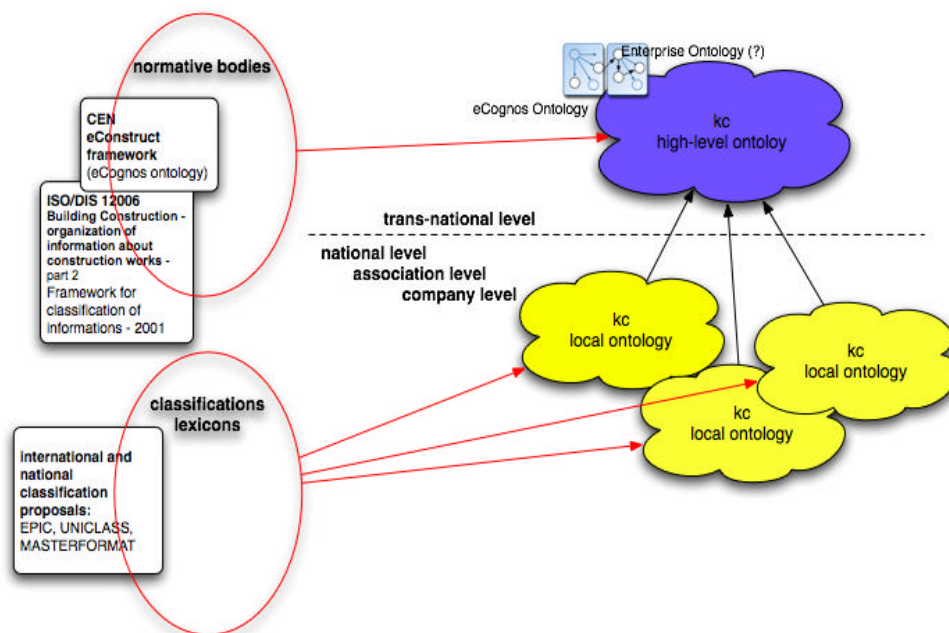 normative bodies
CEN
eConstruct
framework
(eCognos ontology)
ISO/DIS 12006
Building Construction -
organization of
information about
construction works -
part 2
Framework for
classification of
informations - 2001
Enterprise Ontology (?)
eCognos Ontology
kc
high-level ontoloy
trans-national level
national level
association level
company level
kc
local ontology
kc
local ontology
kc
local ontology
classifications
lexicons
international and
national
classification
proposals:
EPIC, UNICLASS,
MASTERFORMAT